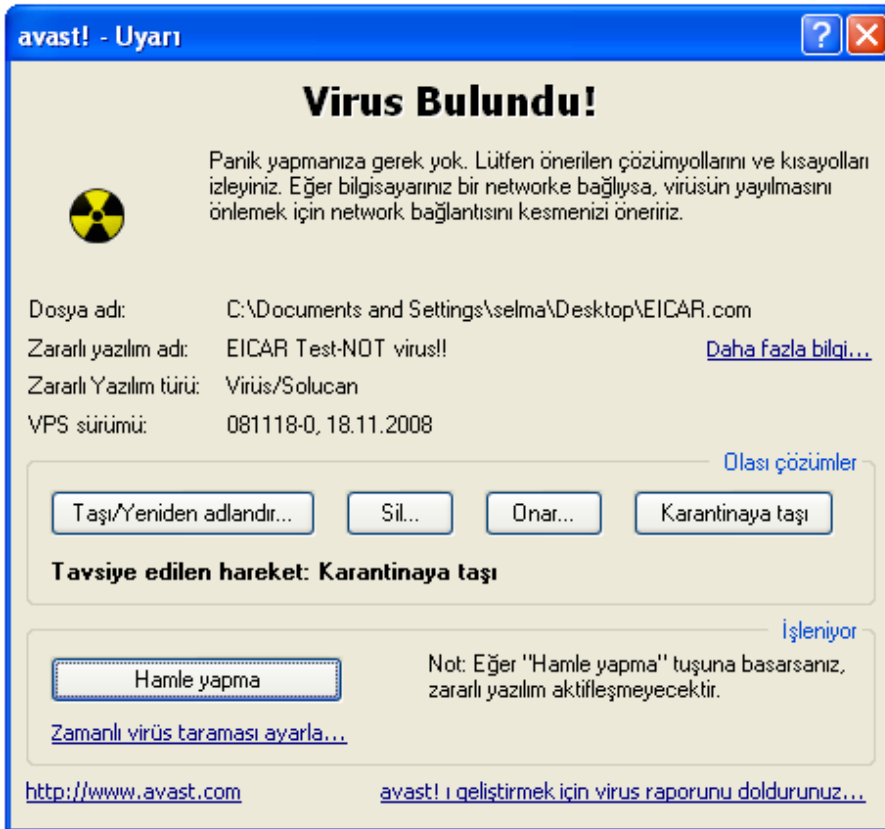 avast! - Uyarı
Virus Bulundu!
Panik yapmanıza gerek yok. Lütfen önerilen çözümyollarını ve kısayolları
izleyiniz. Eğer bilgisayarınız bir networke bağlıysa, virüsün yayılmasını
önlemek için network bağlantısını kesmenizi öneririz.
Dosya adı: C:\Documents and Settings\selma\Desktop\EICAR.com
Zararlı yazılım adı: EICAR Test-NOT virus!! Daha fazla bilgi...
Zararlı Yazılım türü: Virüs/Solucan
VPS sürümü: 081118-0, 18.11.2008
Olası çözümler
Taşı/Yeniden adlandır... Sil... Onar... Karantinaya taşı
Tavsiye edilen hareket: Karantinaya taşı
İşleniyor
Hamle yapma
Not: Eğer "Hamle yapma" tuşuna basarsanız,
zararlı yazılım aktifleşmeyecektir.
Zamanlı virüs taraması ayarla...
http://www.avast.com avast! ı geliştirmek için virus raporunu doldurunuz...